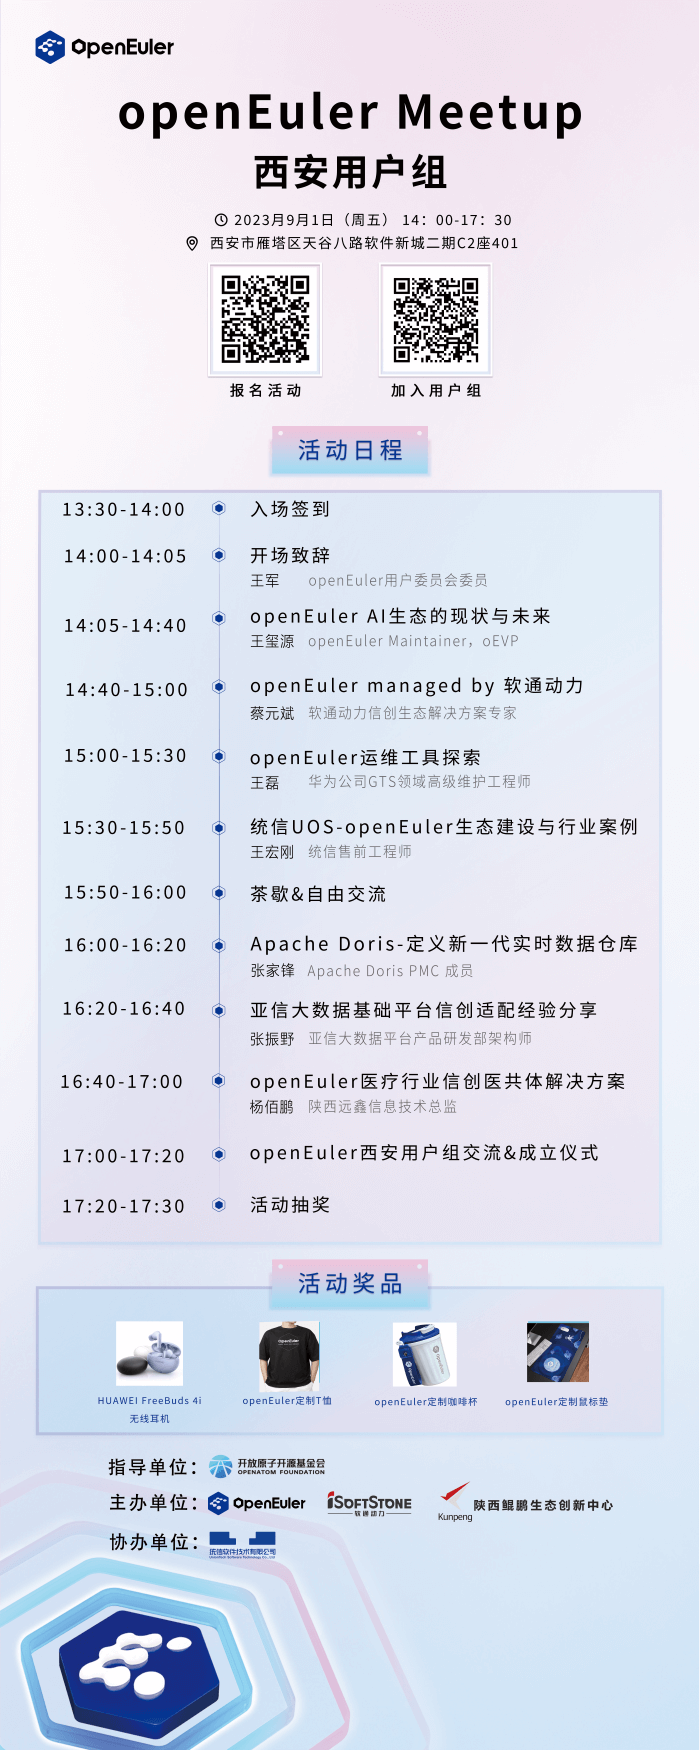 OpenEuler
openEuler Meetup
西安用户组
2023年9月1日（周五） 14：00-17：30
西安市雁塔区天谷八路软件新城二期C2座401
报名活动
加入用户组
活动日程
13:30-14:00 入场签到
14:00-14:05 开场致辞
王军 openEuler用户委员会委员
14:05-14:40 openEuler AI生态的现状与未来
王玺源 openEuler Maintainer，oEVP
14:40-15:00 openEuler managed by 软通动力
蔡元斌 软通动力信创生态解决方案专家
15:00-15:30 openEuler运维工具探索
王磊 华为公司GTS领域高级维护工程师
15:30-15:50 统信UOS-openEuler生态建设与行业案例
王宏刚 统信售前工程师
15:50-16:00 茶歇&自由交流
16:00-16:20 Apache Doris-定义新一代实时数据仓库
张家锋 Apache Doris PMC 成员
16:20-16:40 亚信大数据基础平台信创适配经验分享
张振野 亚信大数据平台产品研发部架构师
16:40-17:00 openEuler医疗行业信创医共体解决方案
杨佰鹏 陕西远鑫信息技术总监
17:00-17:20 openEuler西安用户组交流&成立仪式
17:20-17:30 活动抽奖
活动奖品
HUAWEI FreeBuds 4i
无线耳机
openEuler定制T恤
openEuler定制咖啡杯
openEuler定制鼠标垫
指导单位： 开放原子开源基金会
OPENATOM FOUNDATION
主办单位： OpenEuler iSoftStone 软通动力 Kunpeng 陕西鲲鹏生态创新中心
协办单位： 统信软件技术有限公司